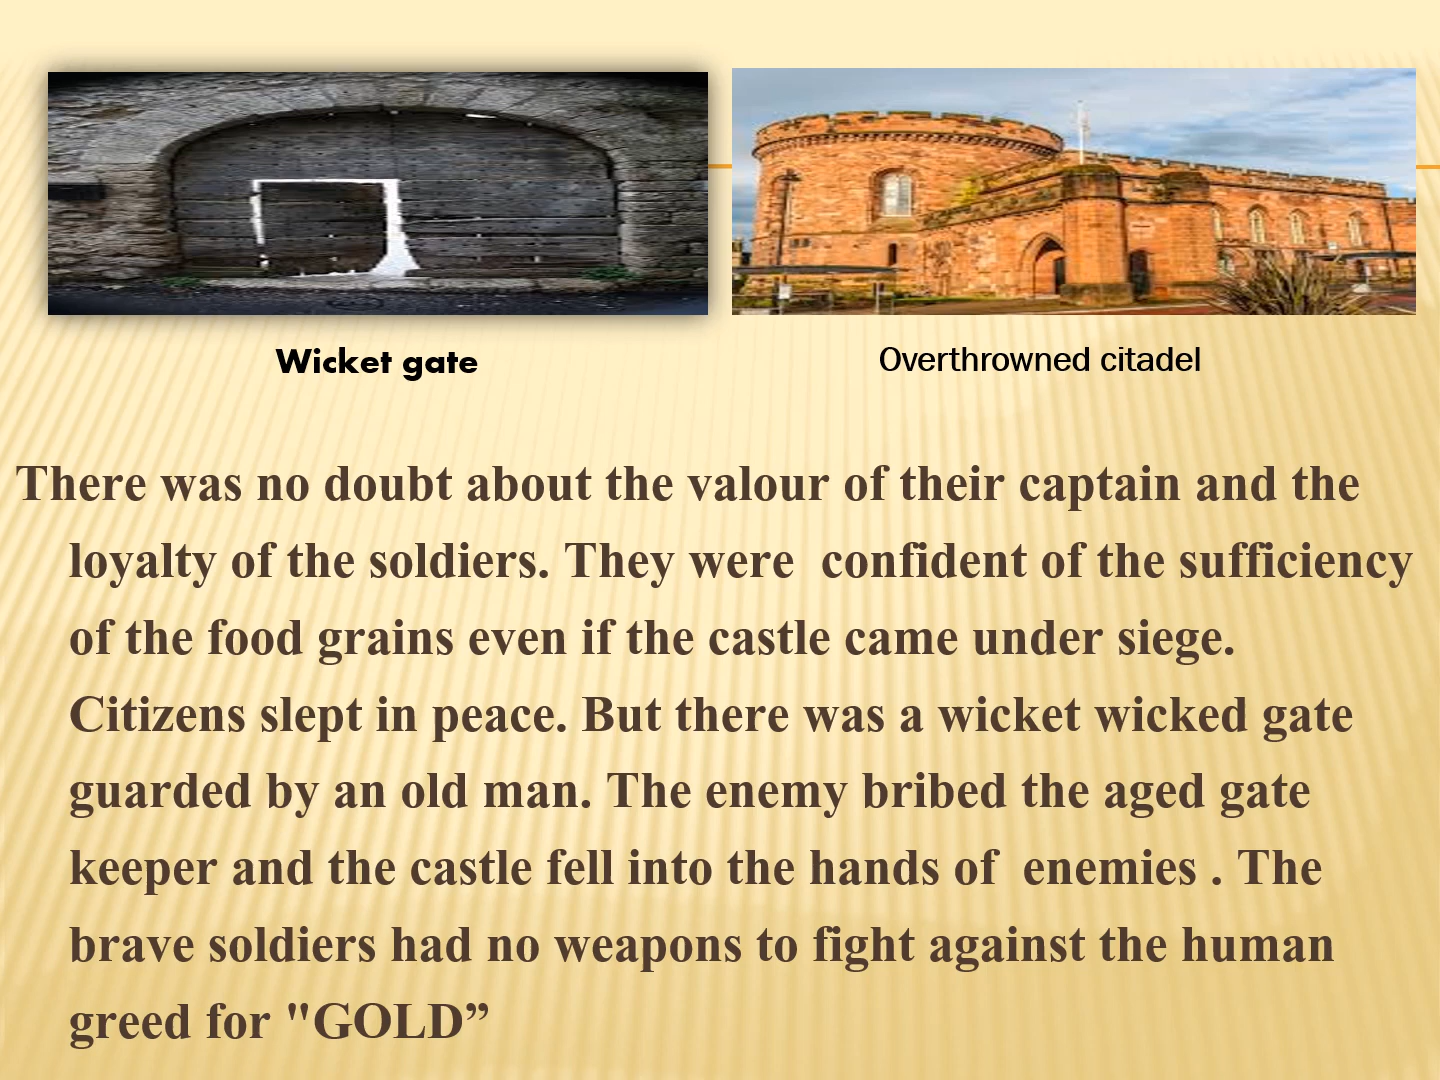 Wicket gate
Overthrowned citadel
There was no doubt about the valour of their captain and the
loyalty of the soldiers. They were  confident of the sufficiency
of the food grains even if the castle came under siege.
Citizens slept in peace. But there was a wicket wicked gate
guarded by an old man. The enemy bribed the aged gate
keeper and the castle fell into the hands of  enemies . The
brave soldiers had no weapons to fight against the human
greed for "GOLD”